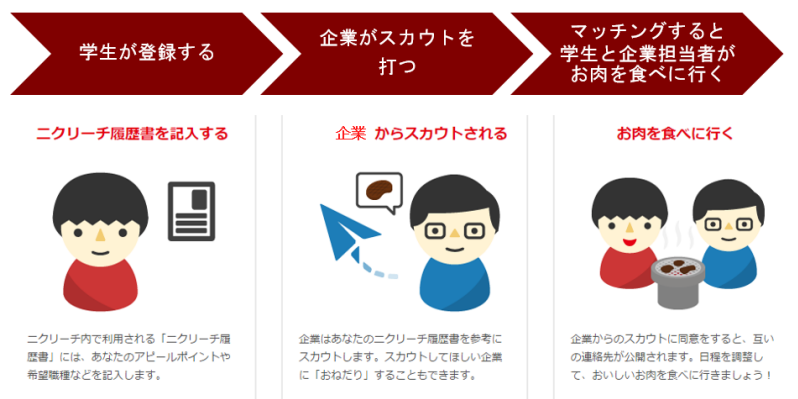 学生が登録する
企業がスカウトを
打つ
マッチングすると
学生と企業担当者が
お肉を食べに行く
ニクリーチ履歴書を記入する
企業 からスカウトされる
お肉を食べに行く
ニクリーチ内で利用される「ニクリーチ履
歴書」には、あなたのアピールポイントや
希望職種などを記入します。
企業はあなたのニクリーチ履歴書を参考に
スカウトします。スカウトしてほしい企業
に「おねだり」することもできます。
企業からのスカウトに同意をすると、互い
の連絡先が公開されます。日程を調整し
て、おいしいお肉を食べに行きましょう！